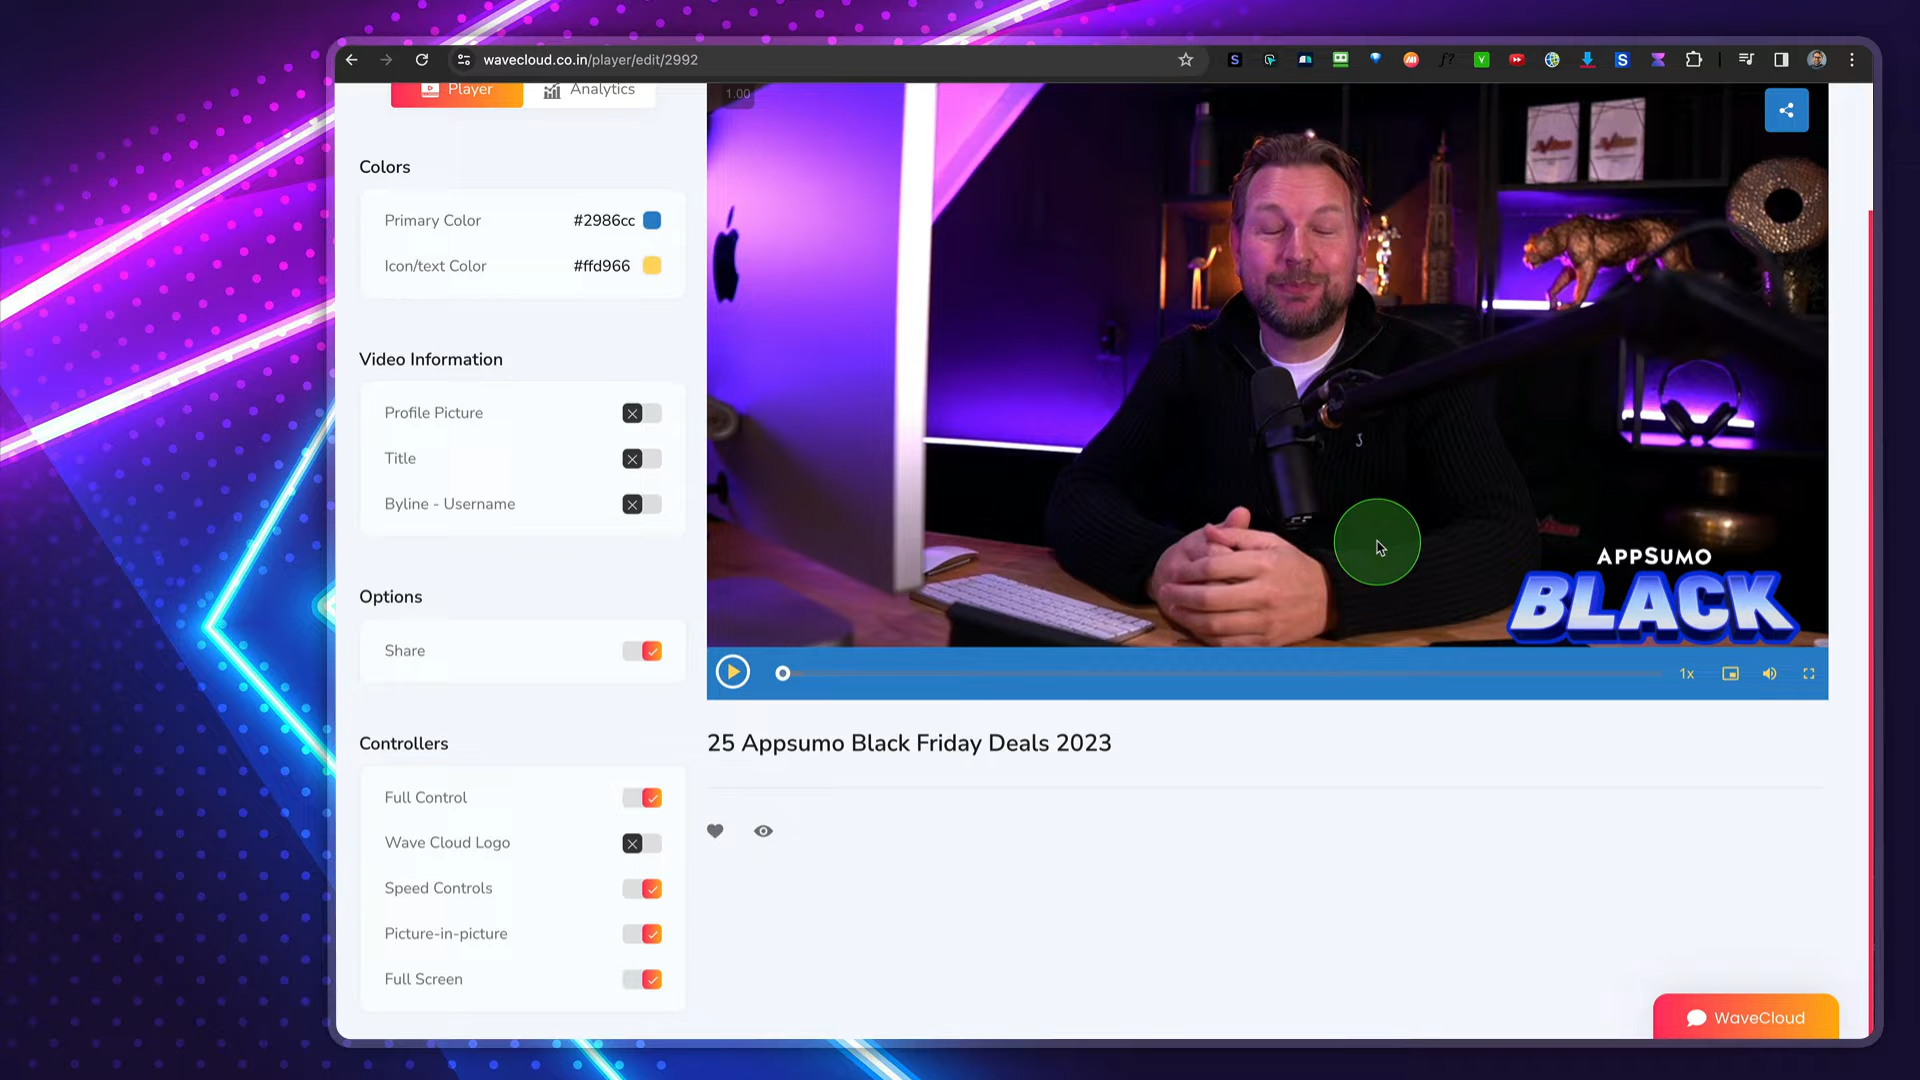 wavecloud.co.in/player/edit/2992
Player
Analytics
1.00
Colors
Primary Color
#2986cc
Icon/text Color
#ffd966
Video Information
Profile Picture
Title
Byline - Username
Options
Share
Controllers
Full Control
Wave Cloud Logo
Speed Controls
Picture-in-picture
Full Screen
APPSUMO
BLACK
1x
25 Appsumo Black Friday Deals 2023
WaveCloud